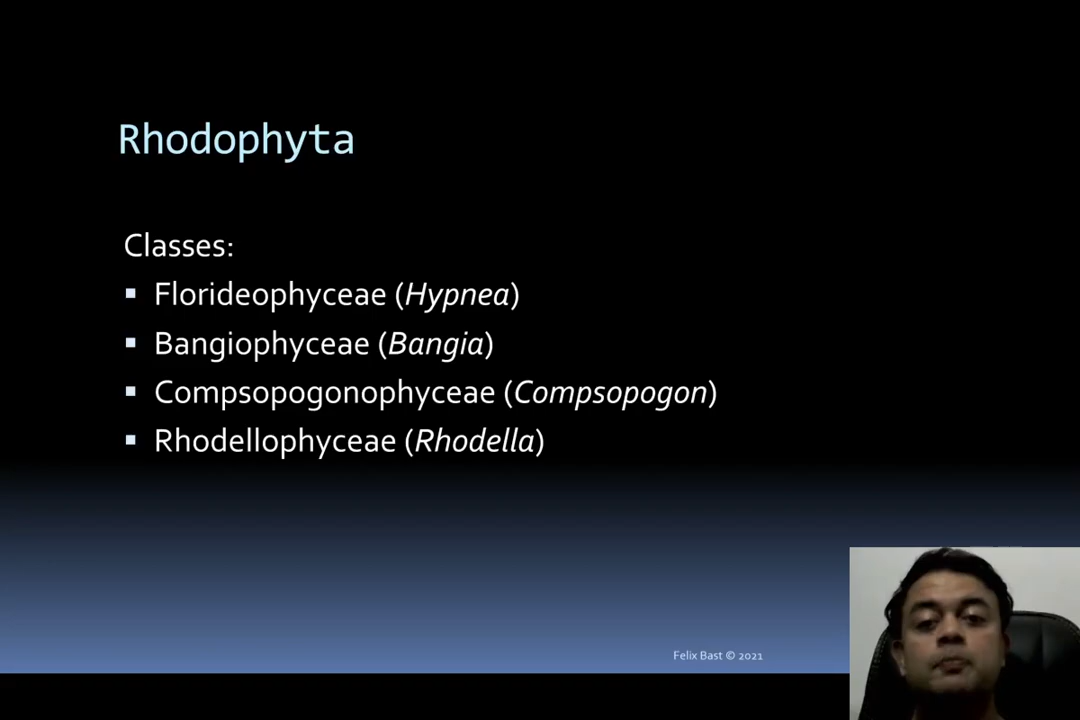 Rhodophyta
Classes:
▪ Florideophyceae (Hypnea)
▪ Bangiophyceae (Bangia)
▪ Compsopogonophyceae (Compsopogon)
▪ Rhodellophyceae (Rhodella)
Felix Bast © 2021